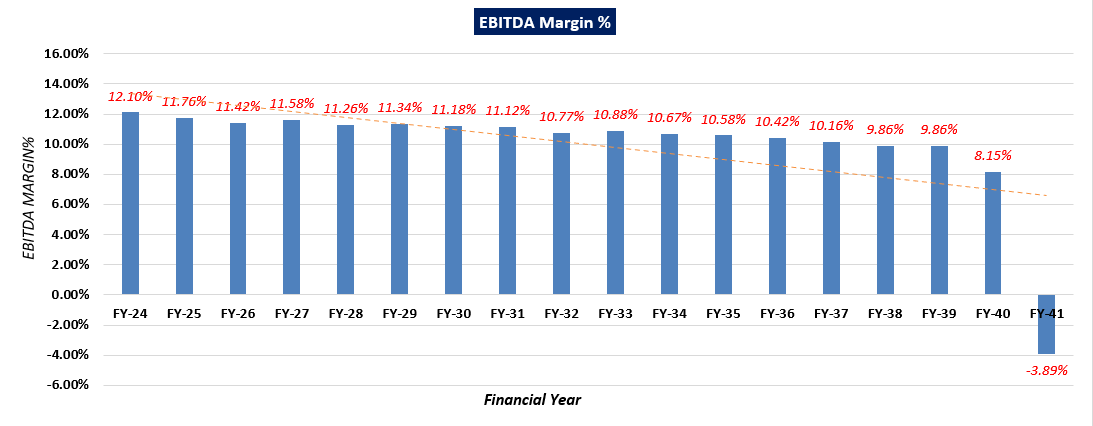 EBITDA Margin %
16.00%
14.00%
12.00%
10.00%
8.00%
6.00%
4.00%
2.00%
0.00%
-2.00%
-4.00%
-6.00%
EBITDA MARGIN%
12.10% 11.76% 11.42% 11.58% 11.26% 11.34% 11.18% 11.12% 10.77% 10.88% 10.67% 10.58% 10.42% 10.16% 9.86% 9.86% 8.15% -3.89%
FY-24 FY-25 FY-26 FY-27 FY-28 FY-29 FY-30 FY-31 FY-32 FY-33 FY-34 FY-35 FY-36 FY-37 FY-38 FY-39 FY-40 FY-41
Financial Year